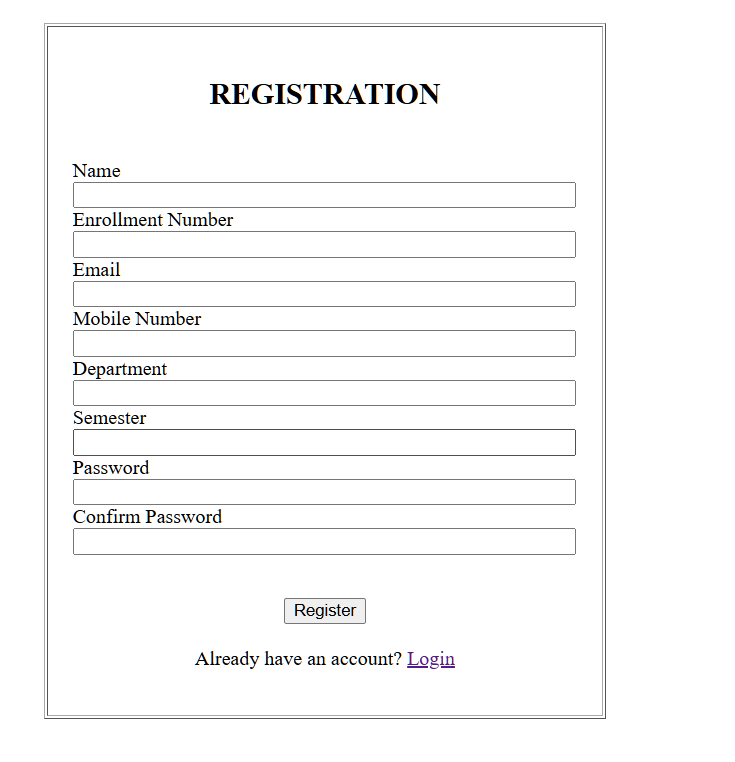 REGISTRATION
Name
Enrollment Number
Email
Mobile Number
Department
Semester
Password
Confirm Password
Register
Already have an account? Login